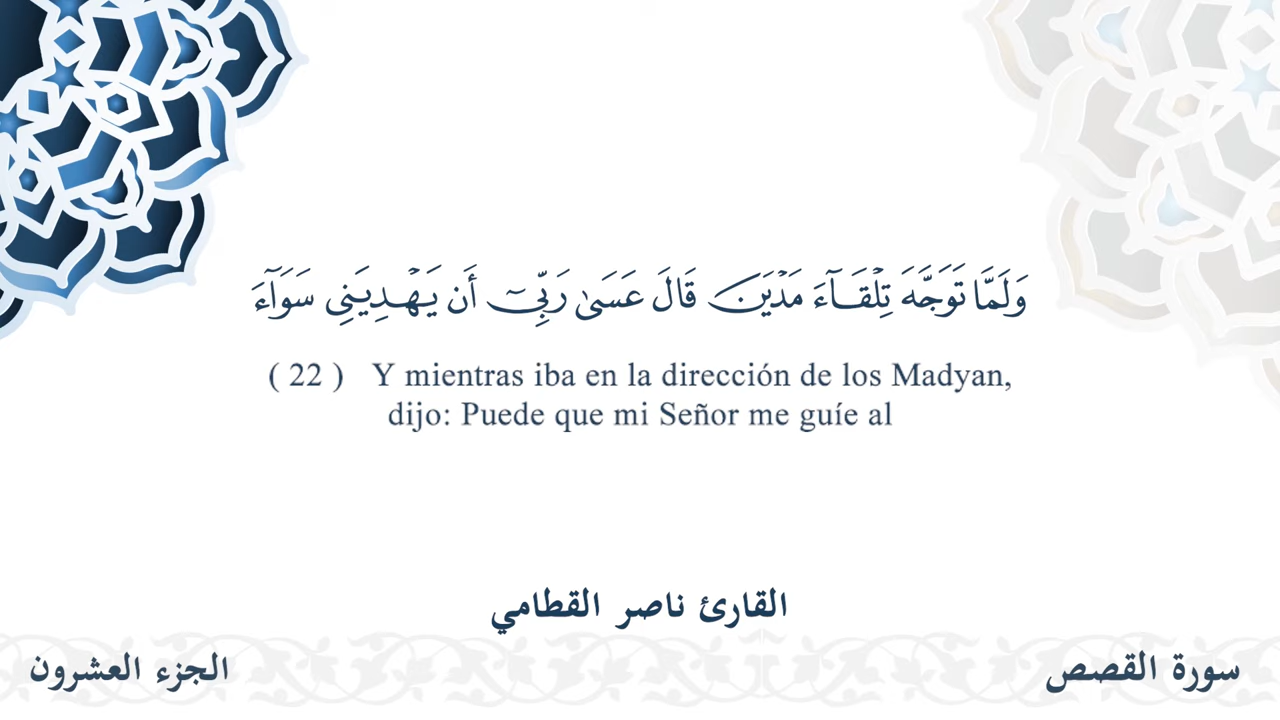 وَلَمَّا تَوَجَّهَ تِلْقَآءَ مَدْيَنَ قَالَ عَسَىٰ رَبِّىٓ أَن يَهْدِيَنِى سَوَآءَ
( 22 ) Y mientras iba en la dirección de los Madyan,
dijo: Puede que mi Señor me guíe al
القارئ ناصر القطامي
سورة القصص
الجزء العشرون